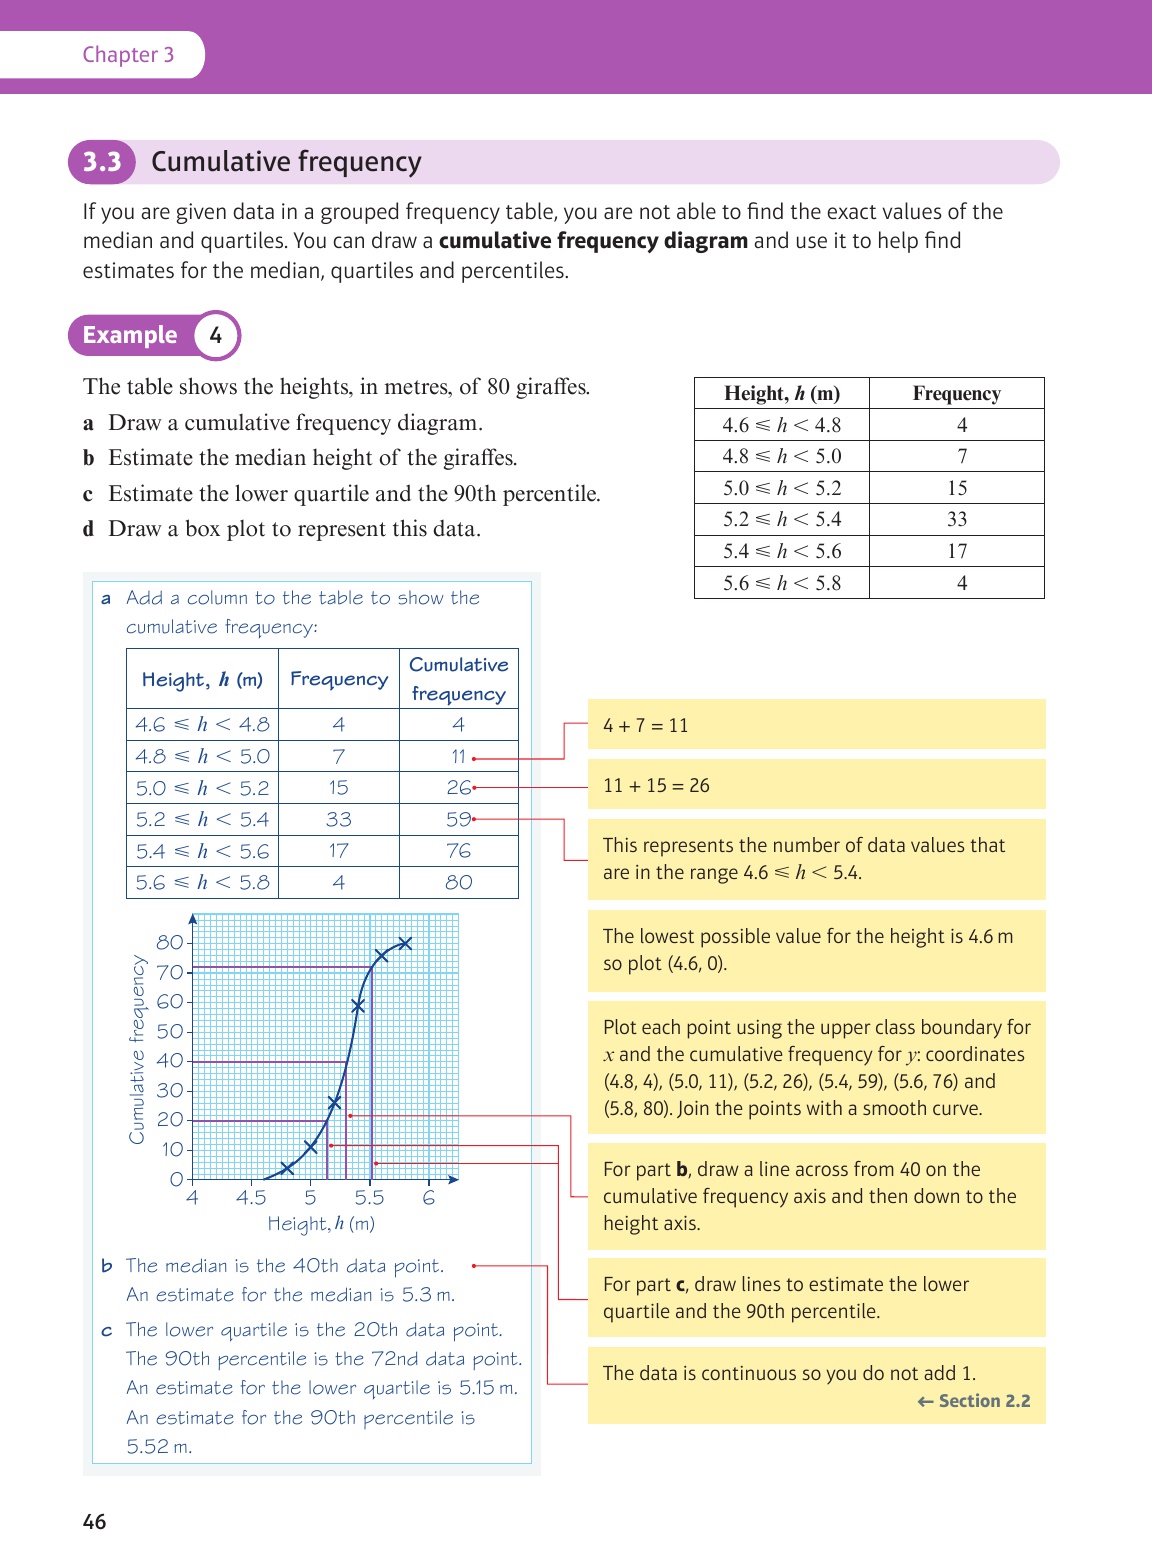 Chapter 3
3.3 Cumulative frequency
If you are given data in a grouped frequency table, you are not able to find the exact values of the
median and quartiles. You can draw a cumulative frequency diagram and use it to help find
estimates for the median, quartiles and percentiles.
Example 4
The table shows the heights, in metres, of 80 giraffes.
a Draw a cumulative frequency diagram.
b Estimate the median height of the giraffes.
c Estimate the lower quartile and the 90th percentile.
d Draw a box plot to represent this data.
Height, h (m) Frequency
4.6 ⩽ h < 4.8 4
4.8 ⩽ h < 5.0 7
5.0 ⩽ h < 5.2 15
5.2 ⩽ h < 5.4 33
5.4 ⩽ h < 5.6 17
5.6 ⩽ h < 5.8 4
a Add a column to the table to show the
cumulative frequency:
Height, h (m) Frequency Cumulative
frequency
4.6 ⩽ h < 4.8 4 4
4.8 ⩽ h < 5.0 7 11
5.0 ⩽ h < 5.2 15 26
5.2 ⩽ h < 5.4 33 59
5.4 ⩽ h < 5.6 17 76
5.6 ⩽ h < 5.8 4 80
4 + 7 = 11
11 + 15 = 26
This represents the number of data values that
are in the range 4.6 ⩽ h < 5.4.
The lowest possible value for the height is 4.6 m
so plot (4.6, 0).
Plot each point using the upper class boundary for
x and the cumulative frequency for y: coordinates
(4.8, 4), (5.0, 11), (5.2, 26), (5.4, 59), (5.6, 76) and
(5.8, 80). Join the points with a smooth curve.
For part b, draw a line across from 40 on the
cumulative frequency axis and then down to the
height axis.
For part c, draw lines to estimate the lower
quartile and the 90th percentile.
The data is continuous so you do not add 1.
← Section 2.2
Cumulative frequency
80
70
60
50
40
30
20
10
0
4 4.5 5 5.5 6
Height, h (m)
b The median is the 40th data point.
An estimate for the median is 5.3 m.
c The lower quartile is the 20th data point.
The 90th percentile is the 72nd data point.
An estimate for the lower quartile is 5.15 m.
An estimate for the 90th percentile is
5.52 m.
46